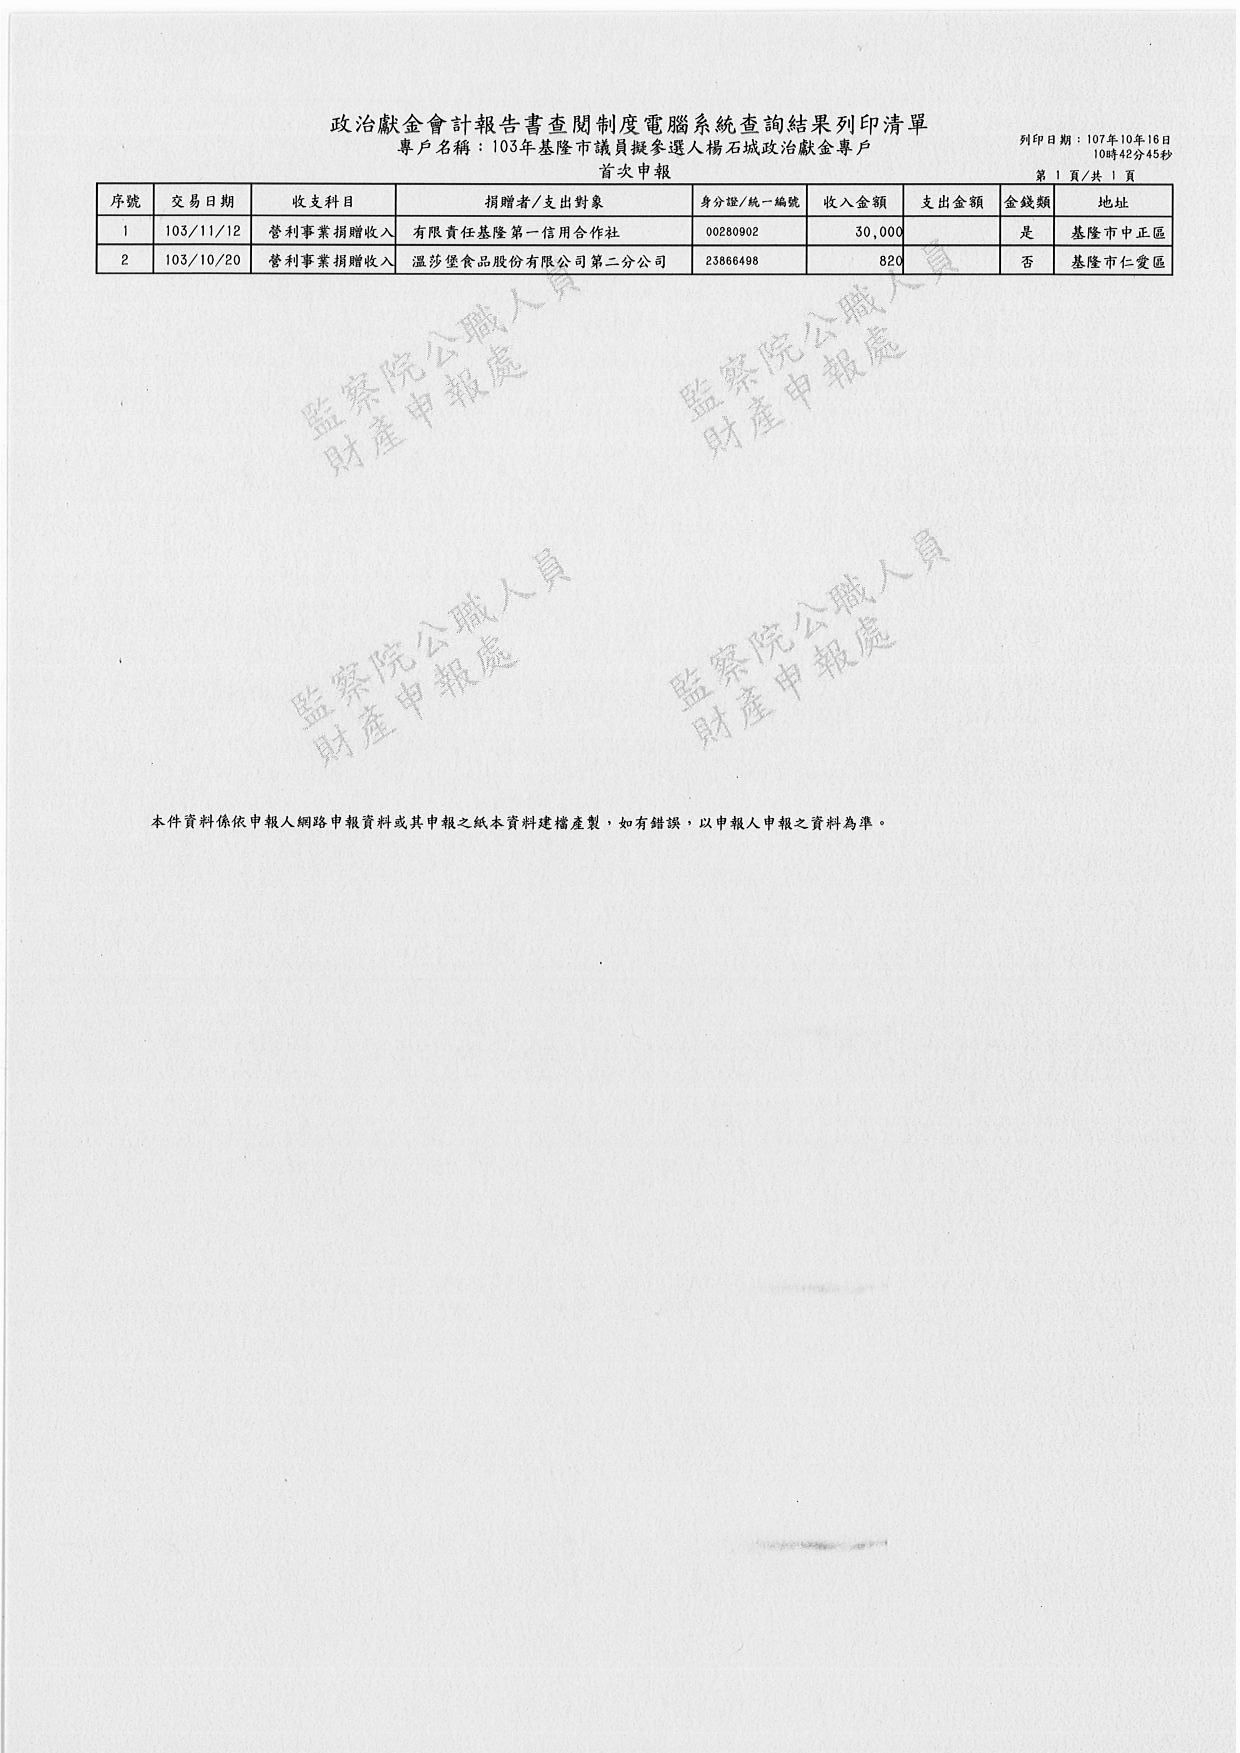 政治獻金會計報告書查閱制度電腦系統查詢結果列印清單
專戶名稱：103年基隆市議員擬參選人楊石城政治獻金專戶
首次申報
列印日期：107年10年16日
10時42分45秒
第 1 頁/共 1 頁
序號 交易日期 收支科目 捐贈者/支出對象 身分證/統一編號 收入金額 支出金額 金錢類 地址
1 103/11/12 營利事業捐贈收入 有限責任基隆第一信用合作社 00280902 30,000 是 基隆市中正區
2 103/10/20 營利事業捐贈收入 溫莎堡食品股份有限公司第二分公司 23866498 820 否 基隆市仁愛區
監察院公職人員
財產申報處
監察院公職人員
財產申報處
監察院公職人員
財產申報處
監察院公職人員
財產申報處
本件資料係依申報人網路申報資料或其申報之紙本資料建檔產製，如有錯誤，以申報人申報之資料為準。